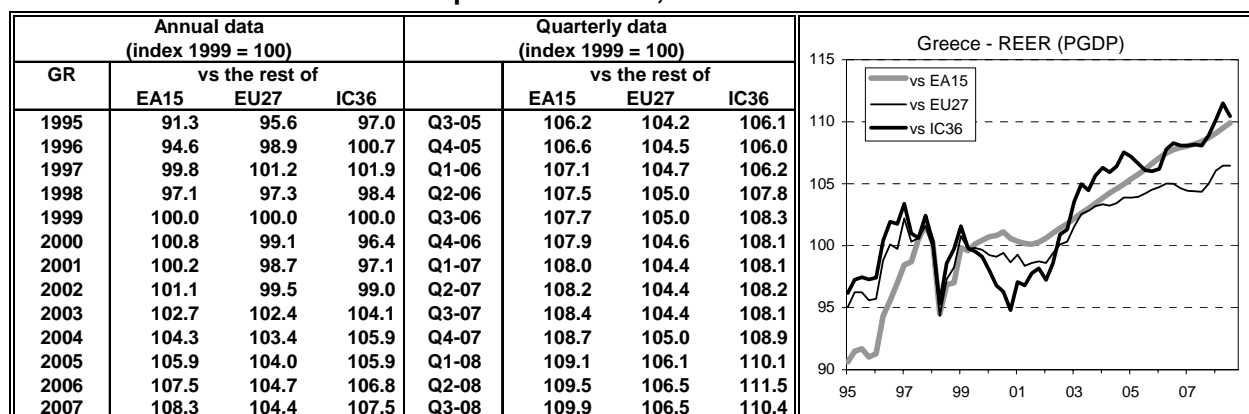 Annual data Quarterly data
(index 1999 = 100) (index 1999 = 100)
GR vs the rest of vs the rest of
EA15 EU27 IC36 EA15 EU27 IC36
1995 91.3 95.6 97.0 Q3-05 106.2 104.2 106.1
1996 94.6 98.9 100.7 Q4-05 106.6 104.5 106.0
1997 99.8 101.2 101.9 Q1-06 107.1 104.7 106.2
1998 97.1 97.3 98.4 Q2-06 107.5 105.0 107.8
1999 100.0 100.0 100.0 Q3-06 107.7 105.0 108.3
2000 100.8 99.1 96.4 Q4-06 107.9 104.6 108.1
2001 100.2 98.7 97.1 Q1-07 108.0 104.4 108.1
2002 101.1 99.5 99.0 Q2-07 108.2 104.4 108.2
2003 102.7 102.4 104.1 Q3-07 108.4 104.4 108.1
2004 104.3 103.4 105.9 Q4-07 108.7 105.0 108.9
2005 105.9 104.0 105.9 Q1-08 109.1 106.1 110.1
2006 107.5 104.7 106.8 Q2-08 109.5 106.5 111.5
2007 108.3 104.4 107.5 Q3-08 109.9 106.5 110.4
Greece - REER (PGDP)
115
vs EA15
vs EU27
vs IC36
110
105
100
95
90
95 97 99 01 03 05 07